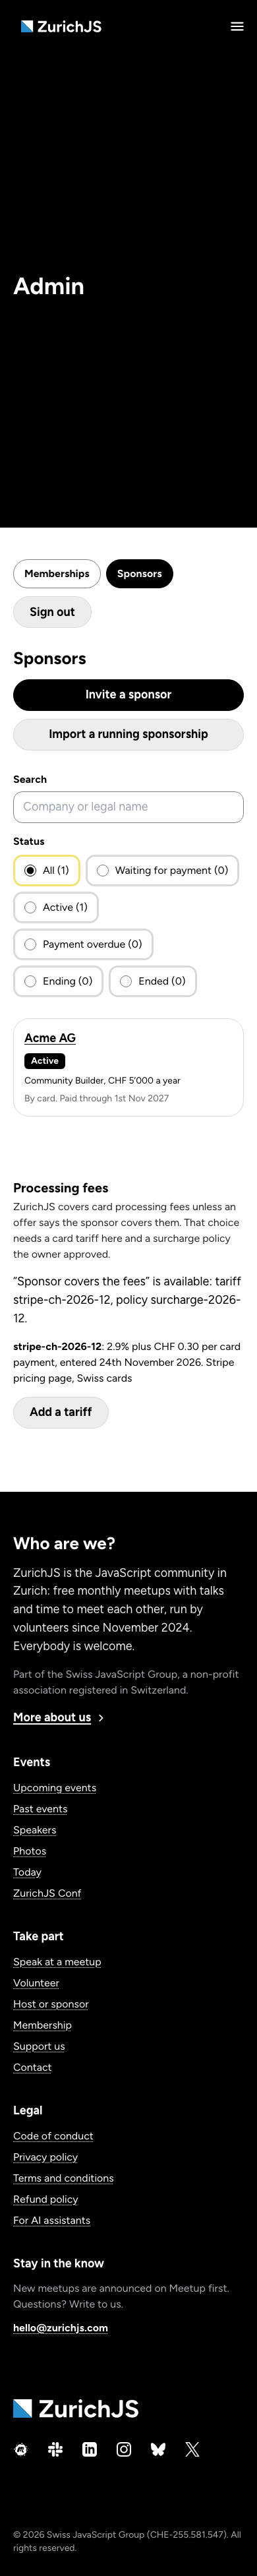 ZurichJS
Admin
Memberships
Sponsors
Sign out
Sponsors
Invite a sponsor
Import a running sponsorship
Search
Company or legal name
Status
All (1)
Waiting for payment (0)
Active (1)
Payment overdue (0)
Ending (0)
Ended (0)
Acme AG
Active
Community Builder, CHF 5'000 a year
By card. Paid through 1st Nov 2027
Processing fees
ZurichJS covers card processing fees unless an
offer says the sponsor covers them. That choice
needs a card tariff here and a surcharge policy
the owner approved.
“Sponsor covers the fees” is available: tariff
stripe-ch-2026-12, policy surcharge-2026-
12.
stripe-ch-2026-12: 2.9% plus CHF 0.30 per card
payment, entered 24th November 2026. Stripe
pricing page, Swiss cards
Add a tariff
Who are we?
ZurichJS is the JavaScript community in
Zurich: free monthly meetups with talks
and time to meet each other, run by
volunteers since November 2024.
Everybody is welcome.
Part of the Swiss JavaScript Group, a non-profit
association registered in Switzerland.
More about us
Events
Upcoming events
Past events
Speakers
Photos
Today
ZurichJS Conf
Take part
Speak at a meetup
Volunteer
Host or sponsor
Membership
Support us
Contact
Legal
Code of conduct
Privacy policy
Terms and conditions
Refund policy
For AI assistants
Stay in the know
New meetups are announced on Meetup first.
Questions? Write to us.
hello@zurichjs.com
ZurichJS
© 2026 Swiss JavaScript Group (CHE-255.581.547). All
rights reserved.